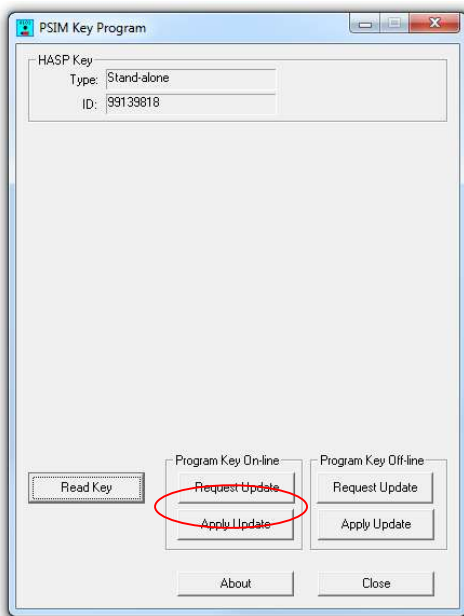 PSIM Key Program
HASP Key
Type: Stand-alone
ID: 99139818
Program Key On-line
Program Key Off-line
Read Key
Request Update
Request Update
Apply Update
Apply Update
About
Close